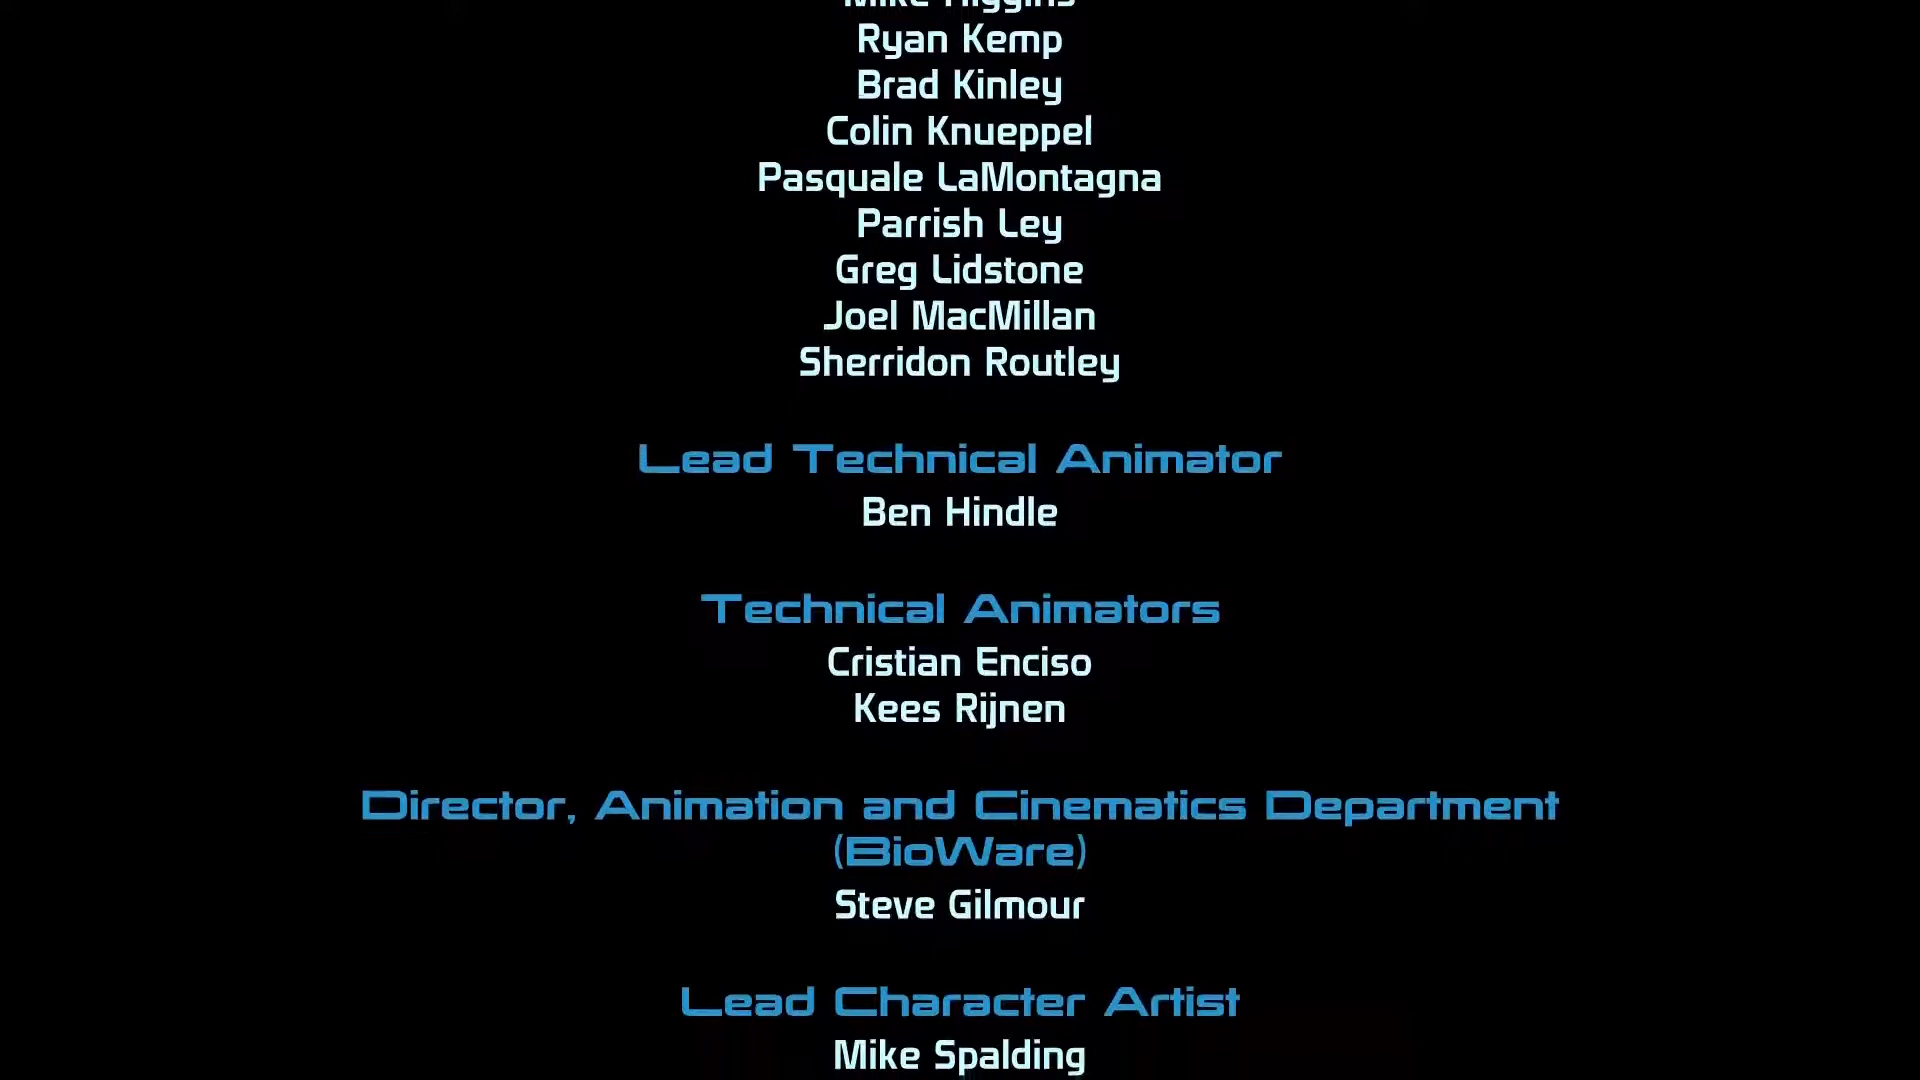 Mike Higgins
Ryan Kemp
Brad Kinley
Colin Knueppel
Pasquale LaMontagna
Parrish Ley
Greg Lidstone
Joel MacMillan
Sherridon Routley
Lead Technical Animator
Ben Hindle
Technical Animators
Cristian Enciso
Kees Rijnen
Director, Animation and Cinematics Department
(BioWare)
Steve Gilmour
Lead Character Artist
Mike Spalding